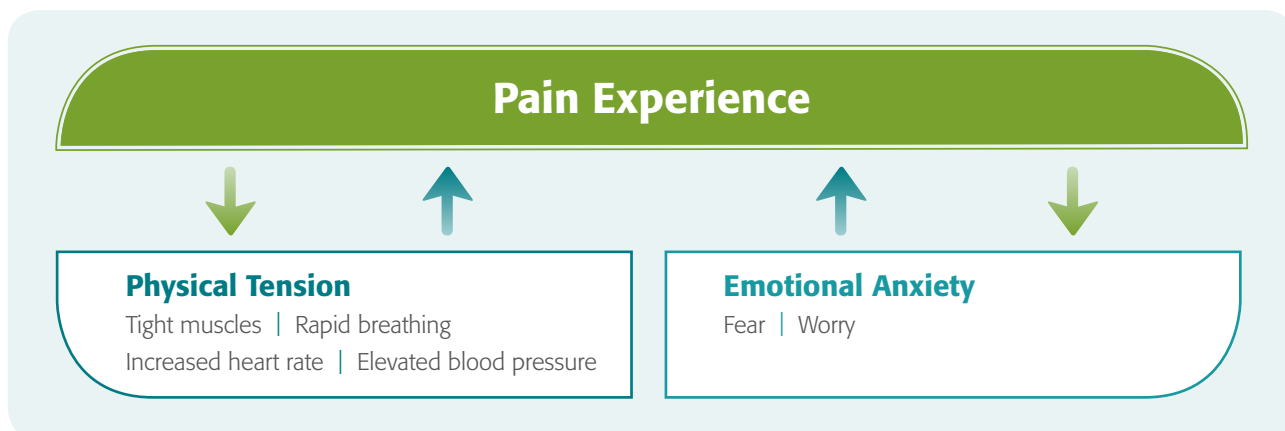 Pain Experience
Physical Tension
Tight muscles | Rapid breathing
Increased heart rate | Elevated blood pressure
Emotional Anxiety
Fear | Worry